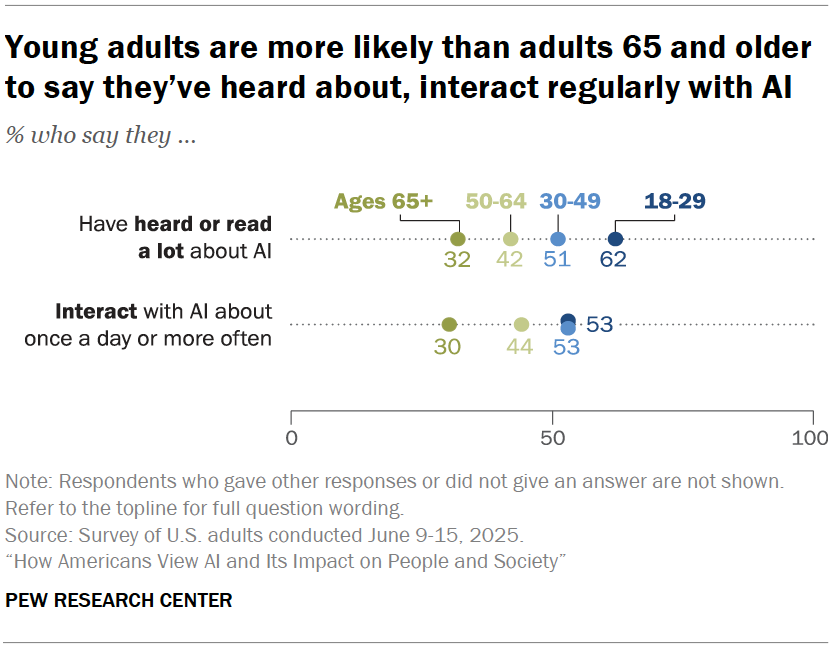 Young adults are more likely than adults 65 and older
to say they’ve heard about, interact regularly with AI
% who say they ...
Ages 65+ 50-64 30-49 18-29
Have heard or read
a lot about AI
32 42 51 62
Interact with AI about
once a day or more often
53
30 44 53
0 50 100
Note: Respondents who gave other responses or did not give an answer are not shown.
Refer to the topline for full question wording.
Source: Survey of U.S. adults conducted June 9-15, 2025.
“How Americans View AI and Its Impact on People and Society”
PEW RESEARCH CENTER